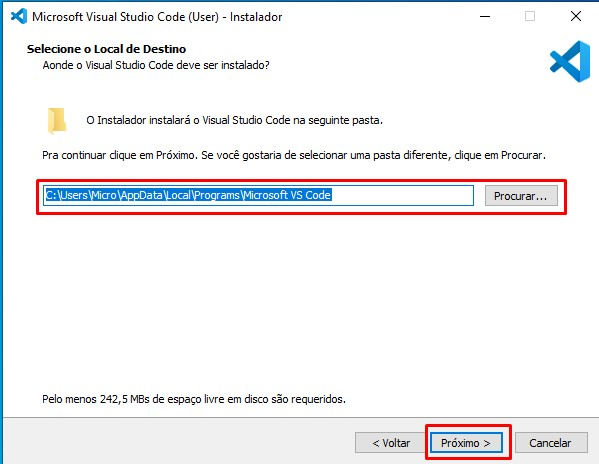 Microsoft Visual Studio Code (User) - Instalador
Selecione o Local de Destino
Aonde o Visual Studio Code deve ser instalado?
O Instalador instalará o Visual Studio Code na seguinte pasta.
Pra continuar clique em Próximo. Se você gostaria de selecionar uma pasta diferente, clique em Procurar.
C:\Users\Micro\AppData\Local\Programs\Microsoft VS Code
Procurar...
Pelo menos 242,5 MBs de espaço livre em disco são requeridos.
< Voltar
Próximo >
Cancelar